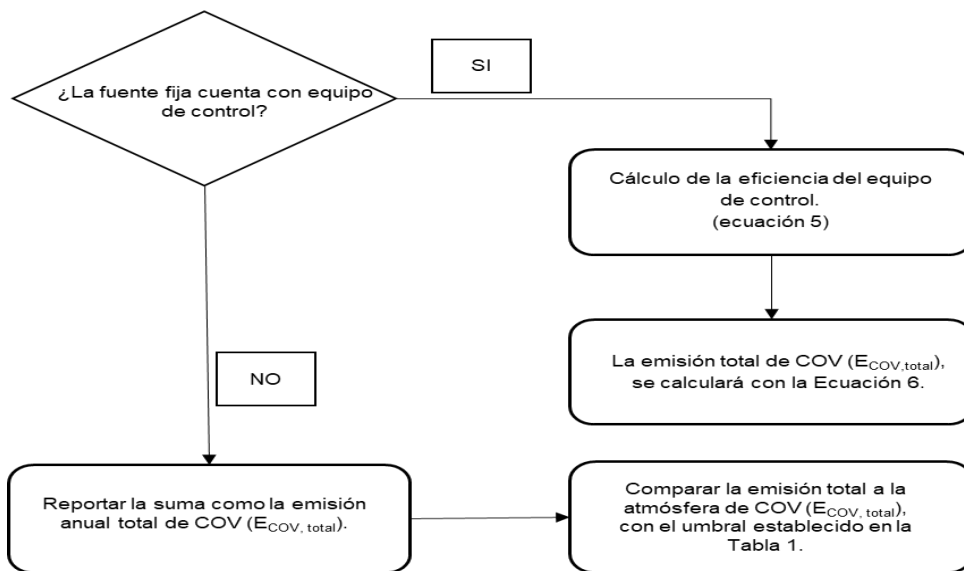 ¿La fuente fija cuenta con equipo
de control?
SI
Cálculo de la eficiencia del equipo
de control.
(ecuación 5)
La emisión total de COV (ECOV,total),
se calculará con la Ecuación 6.
NO
Reportar la suma como la emisión
anual total de COV (ECOV, total).
Comparar la emisión total a la
atmósfera de COV (ECOV, total),
con el umbral establecido en la
Tabla 1.